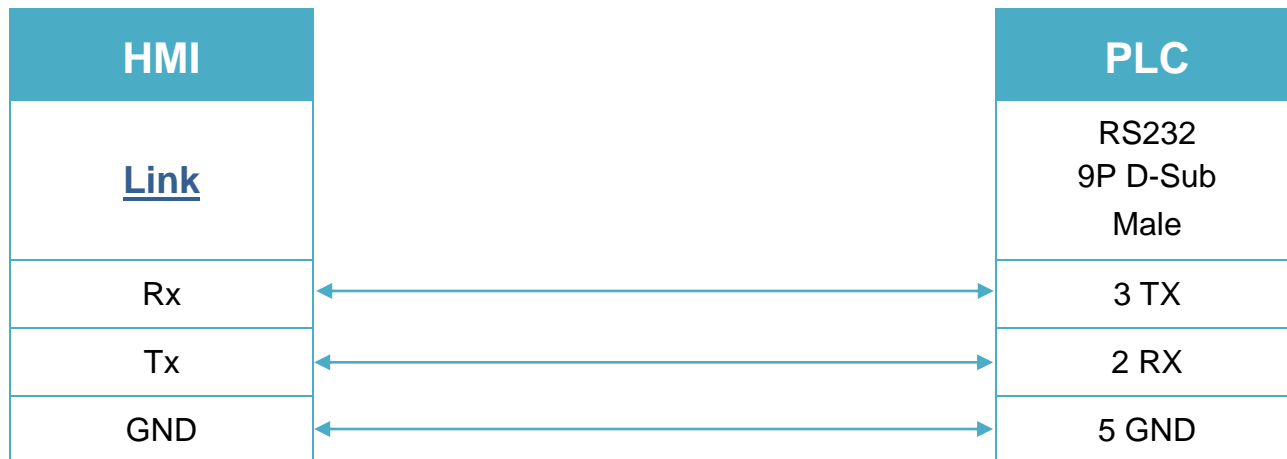 HMI
PLC
Link
RS232
9P D-Sub
Male
Rx
3 TX
Tx
2 RX
GND
5 GND